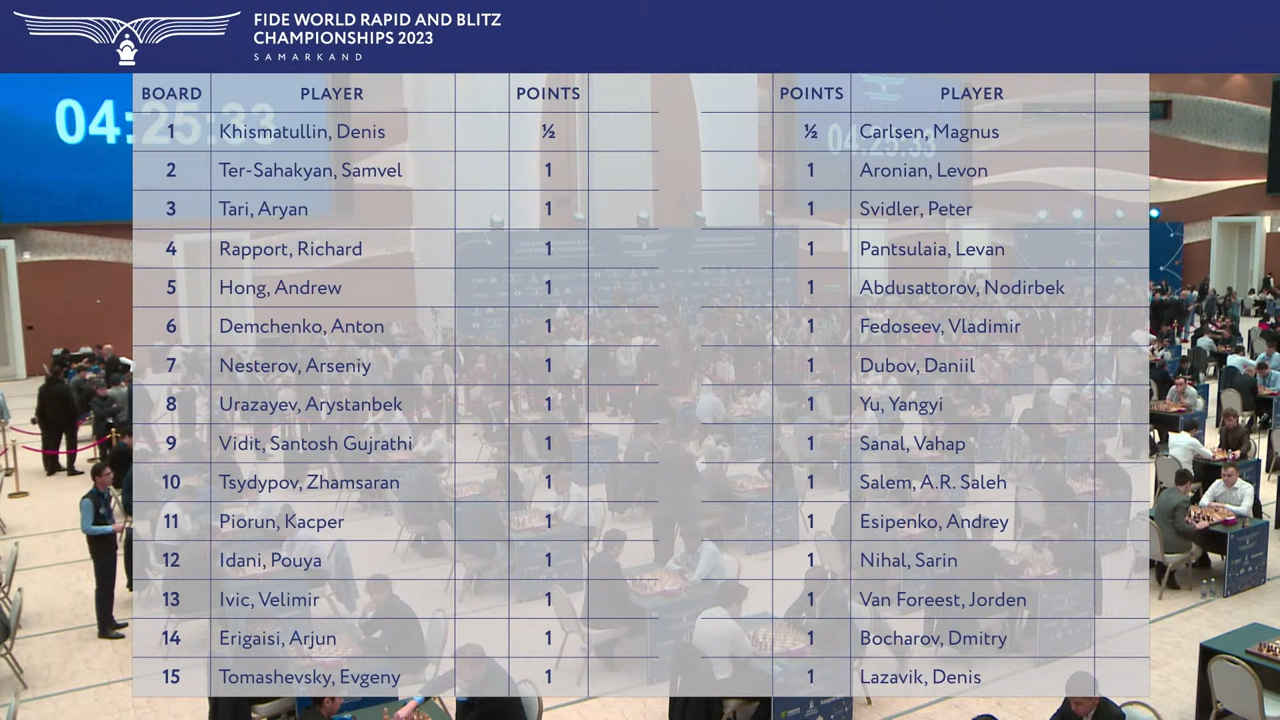 FIDE WORLD RAPID AND BLITZ
CHAMPIONSHIPS 2023
SAMARKAND
04:25:33
04:25:33
BOARD PLAYER POINTS POINTS PLAYER
1 Khismatullin, Denis ½ ½ Carlsen, Magnus
2 Ter-Sahakyan, Samvel 1 1 Aronian, Levon
3 Tari, Aryan 1 1 Svidler, Peter
4 Rapport, Richard 1 1 Pantsulaia, Levan
5 Hong, Andrew 1 1 Abdusattorov, Nodirbek
6 Demchenko, Anton 1 1 Fedoseev, Vladimir
7 Nesterov, Arseniy 1 1 Dubov, Daniil
8 Urazayev, Arystanbek 1 1 Yu, Yangyi
9 Vidit, Santosh Gujrathi 1 1 Sanal, Vahap
10 Tsydypov, Zhamsaran 1 1 Salem, A.R. Saleh
11 Piorun, Kacper 1 1 Esipenko, Andrey
12 Idani, Pouya 1 1 Nihal, Sarin
13 Ivic, Velimir 1 1 Van Foreest, Jorden
14 Erigaisi, Arjun 1 1 Bocharov, Dmitry
15 Tomashevsky, Evgeny 1 1 Lazavik, Denis